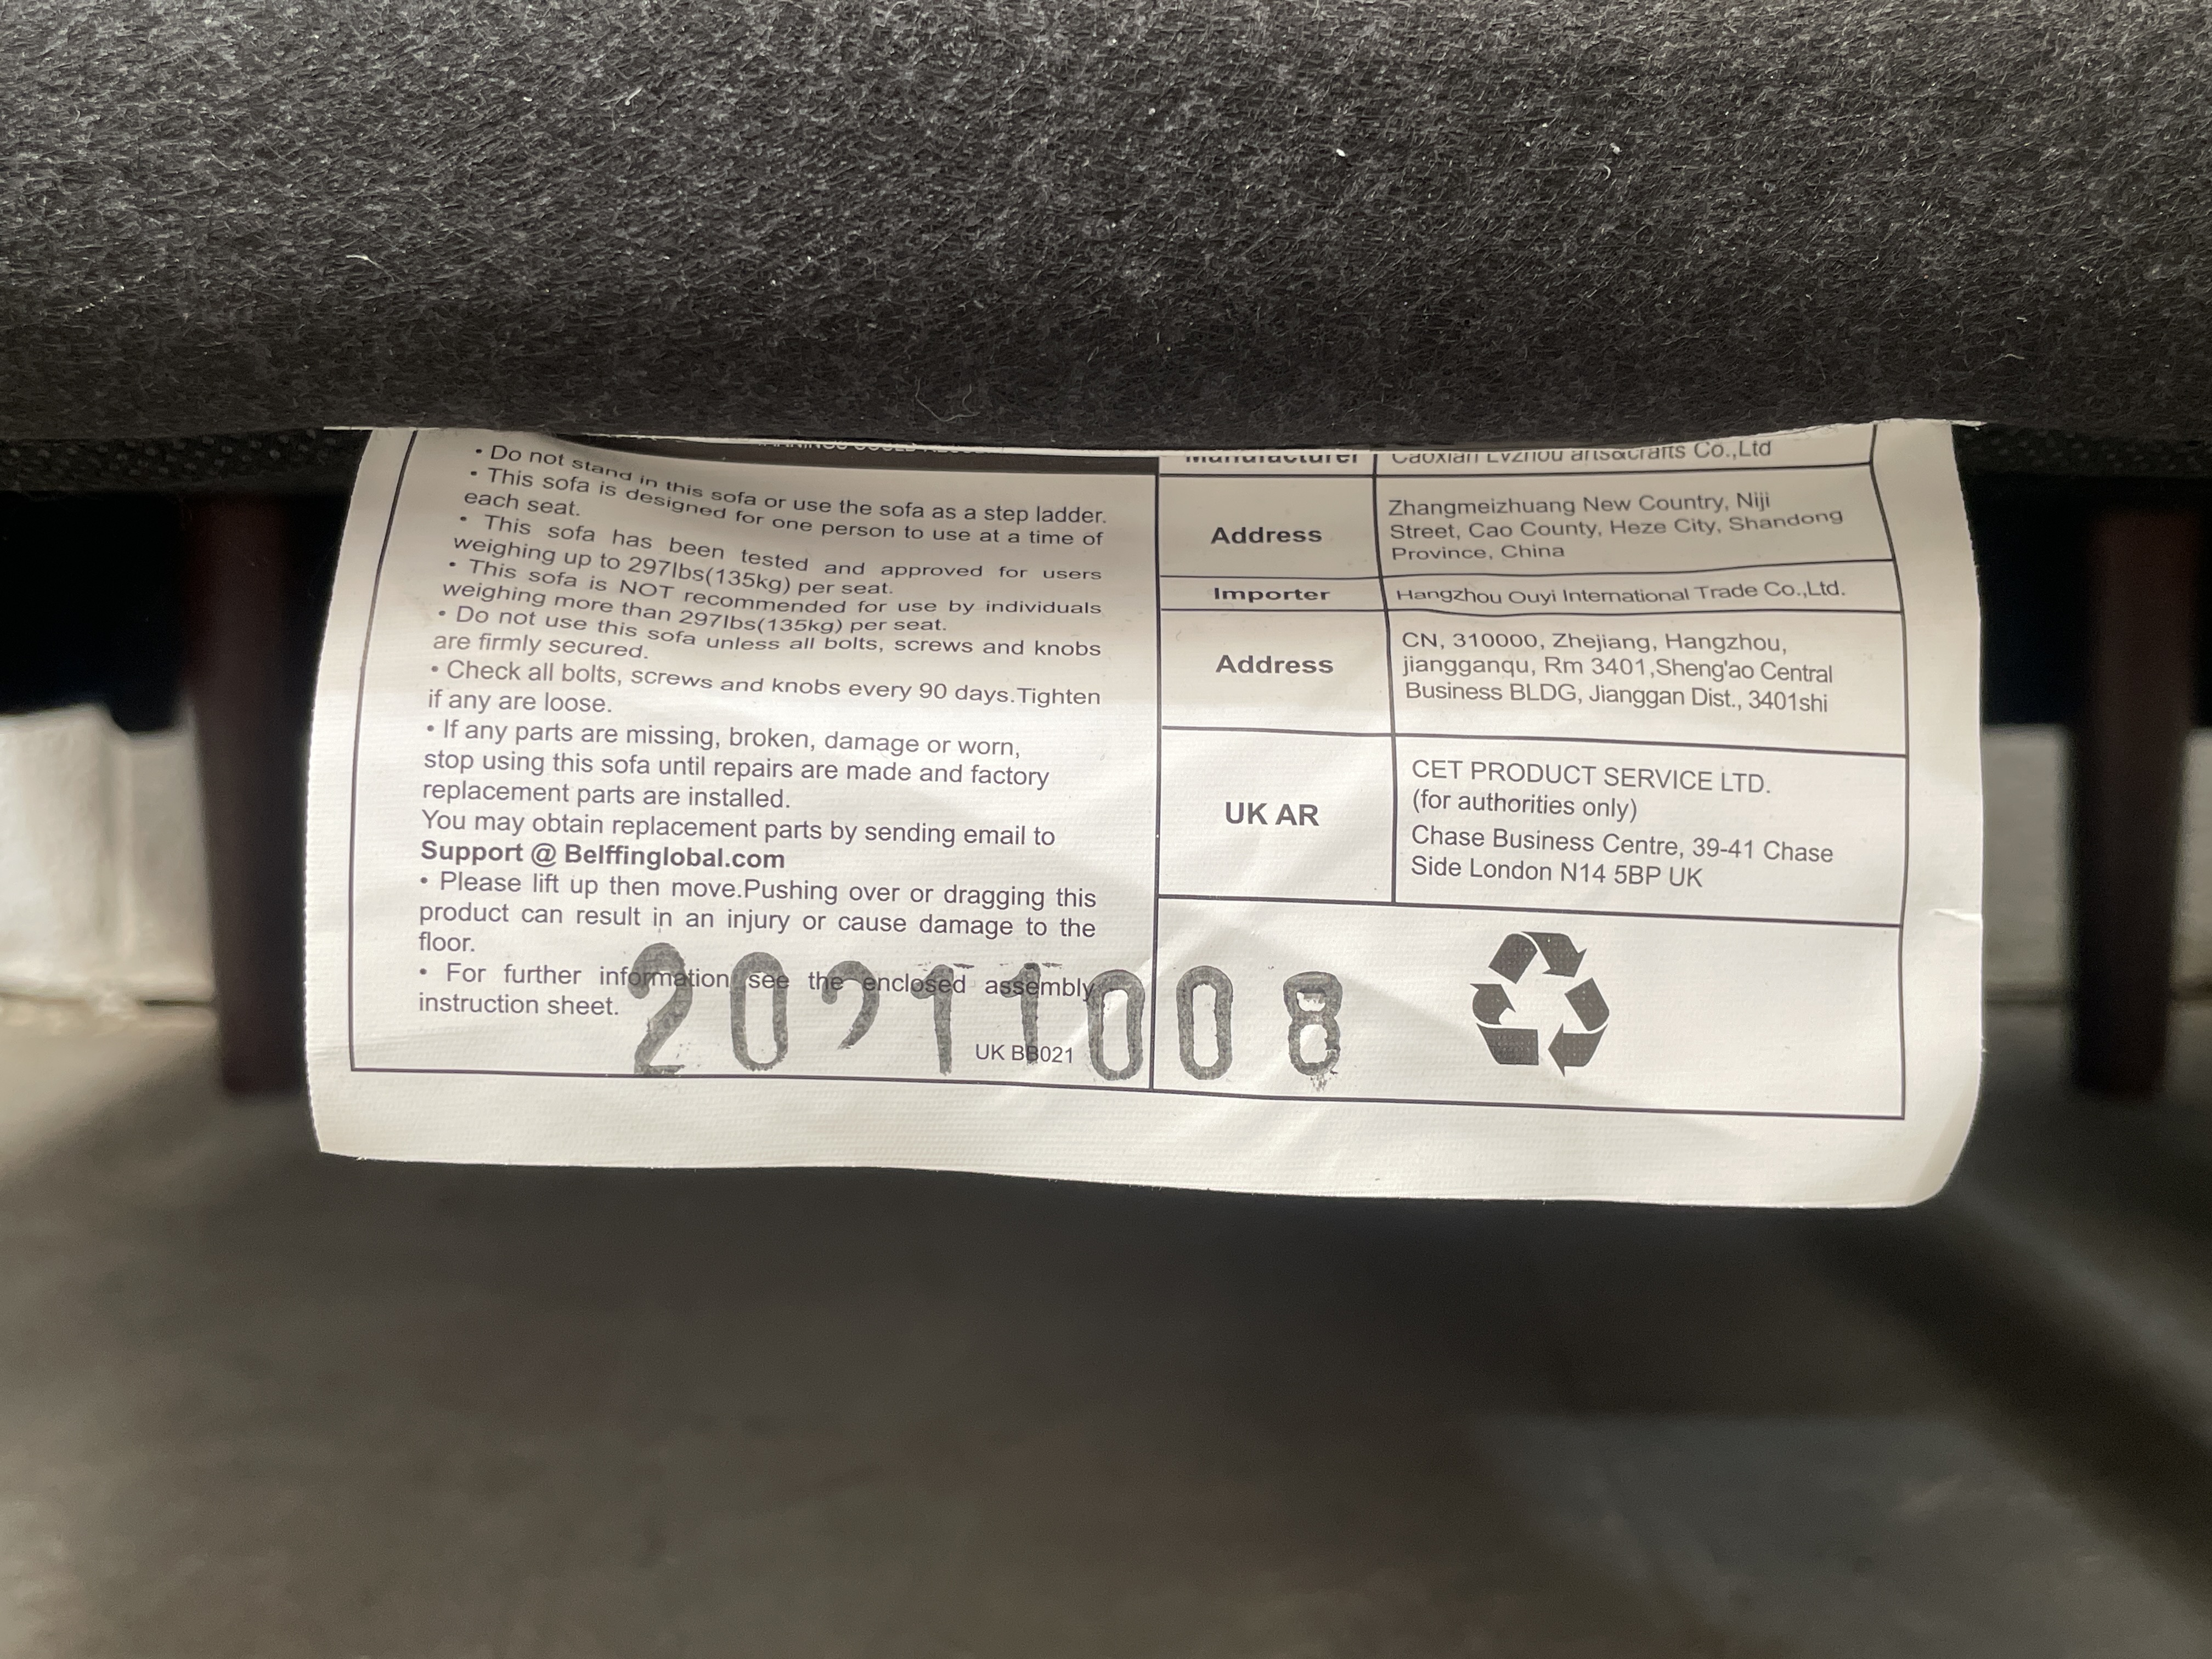 • Do not stand in this sofa or use the sofa as a step ladder.
• This sofa is designed for one person to use at a time of
each seat.
• This sofa has been tested and approved for users
weighing up to 297lbs(135kg) per seat.
• This sofa is NOT recommended for use by individuals
weighing more than 297lbs(135kg) per seat.
• Do not use this sofa unless all bolts, screws and knobs
are firmly secured.
• Check all bolts, screws and knobs every 90 days.Tighten
if any are loose.
• If any parts are missing, broken, damage or worn,
stop using this sofa until repairs are made and factory
replacement parts are installed.
You may obtain replacement parts by sending email to
Support @ Belffinglobal.com
• Please lift up then move.Pushing over or dragging this
product can result in an injury or cause damage to the
floor.
• For further information see the enclosed assembly
instruction sheet.
UK BB021
20211008
Manufacturer
Caoxian Lvzhou arts&crafts Co.,Ltd
Address
Zhangmeizhuang New Country, Niji
Street, Cao County, Heze City, Shandong
Province, China
Importer
Hangzhou Ouyi International Trade Co.,Ltd.
Address
CN, 310000, Zhejiang, Hangzhou,
jiangganqu, Rm 3401,Sheng'ao Central
Business BLDG, Jianggan Dist., 3401shi
UK AR
CET PRODUCT SERVICE LTD.
(for authorities only)
Chase Business Centre, 39-41 Chase
Side London N14 5BP UK